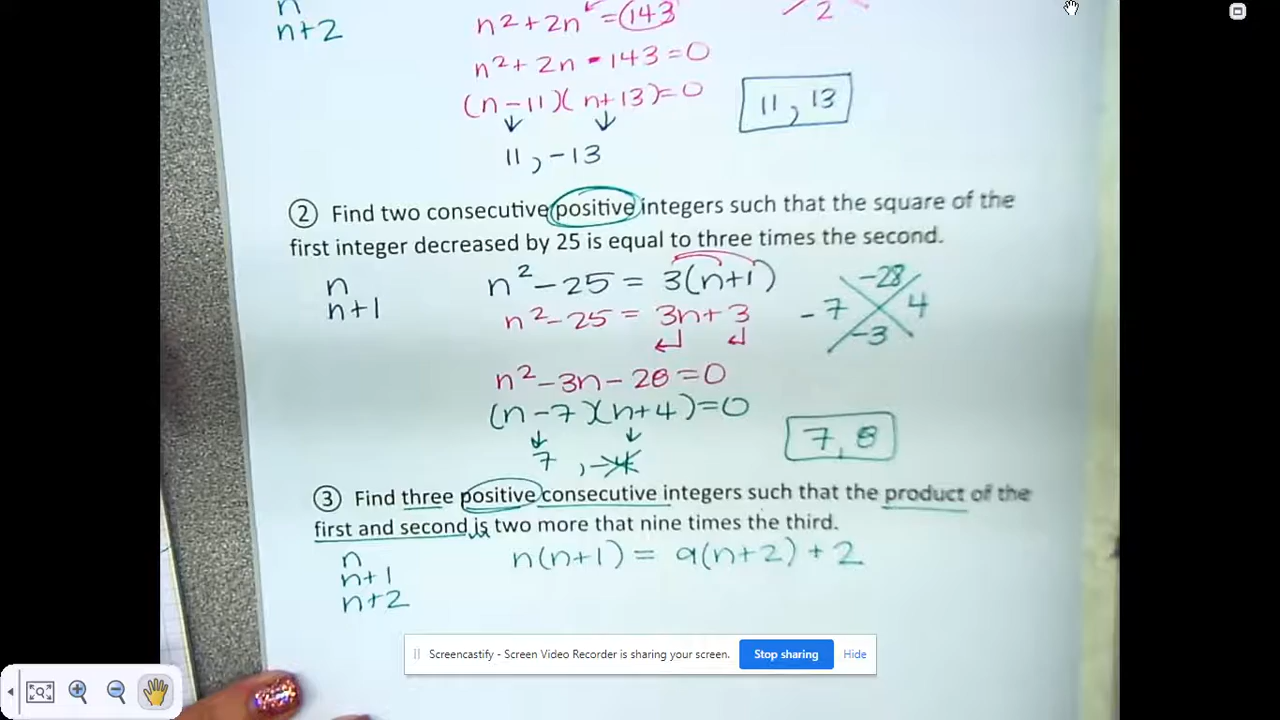 n
n+2
n² + 2n = 143
2
n² + 2n - 143 = 0
(n - 11)(n + 13) = 0
11, 13
11, -13
② Find two consecutive positive integers such that the square of the
first integer decreased by 25 is equal to three times the second.
n
n+1
n² - 25 = 3(n+1)
n² - 25 = 3n + 3
-28
-7 4
-3
n² - 3n - 28 = 0
(n - 7)(n + 4) = 0
7, -4
7, 8
③ Find three positive consecutive integers such that the product of the
first and second is two more that nine times the third.
n
n+1
n+2
n(n+1) = 9(n+2) + 2
Screencastify - Screen Video Recorder is sharing your screen. Stop sharing Hide